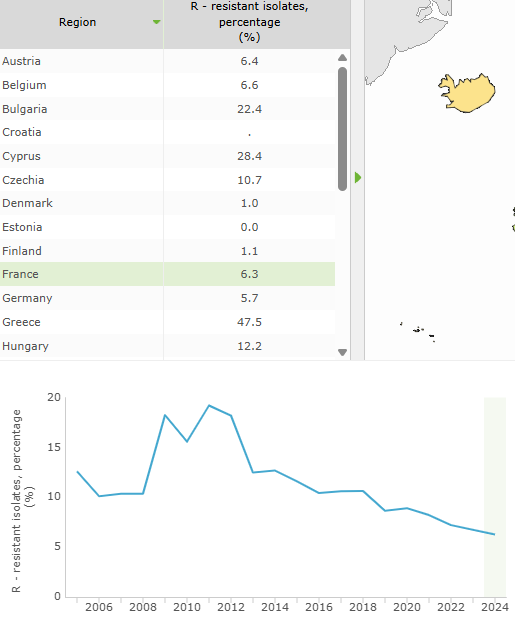 Region
R - resistant isolates,
percentage
(%)
Austria 6.4
Belgium 6.6
Bulgaria 22.4
Croatia .
Cyprus 28.4
Czechia 10.7
Denmark 1.0
Estonia 0.0
Finland 1.1
France 6.3
Germany 5.7
Greece 47.5
Hungary 12.2
R - resistant isolates, percentage
(%)
20
15
10
5
0
2006 2008 2010 2012 2014 2016 2018 2020 2022 2024